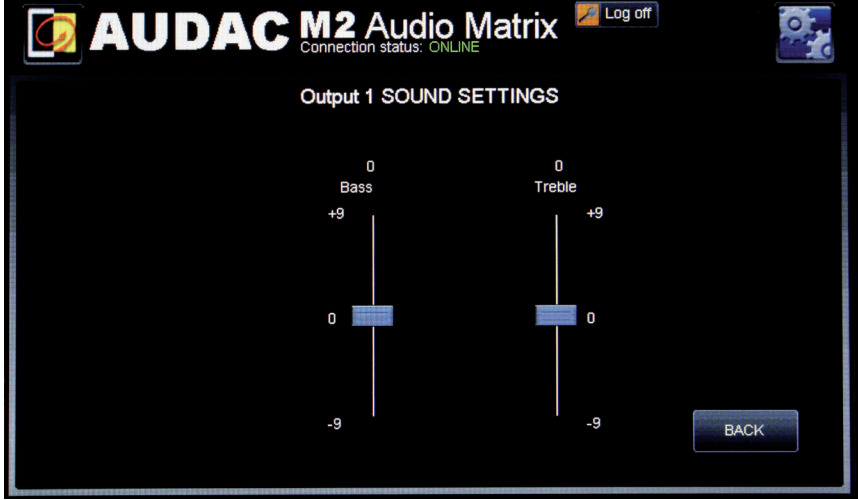 AUDAC M2 Audio Matrix
Connection status: ONLINE
Log off
Output 1 SOUND SETTINGS
0
Bass
0
Treble
+9
+9
0
0
-9
-9
BACK